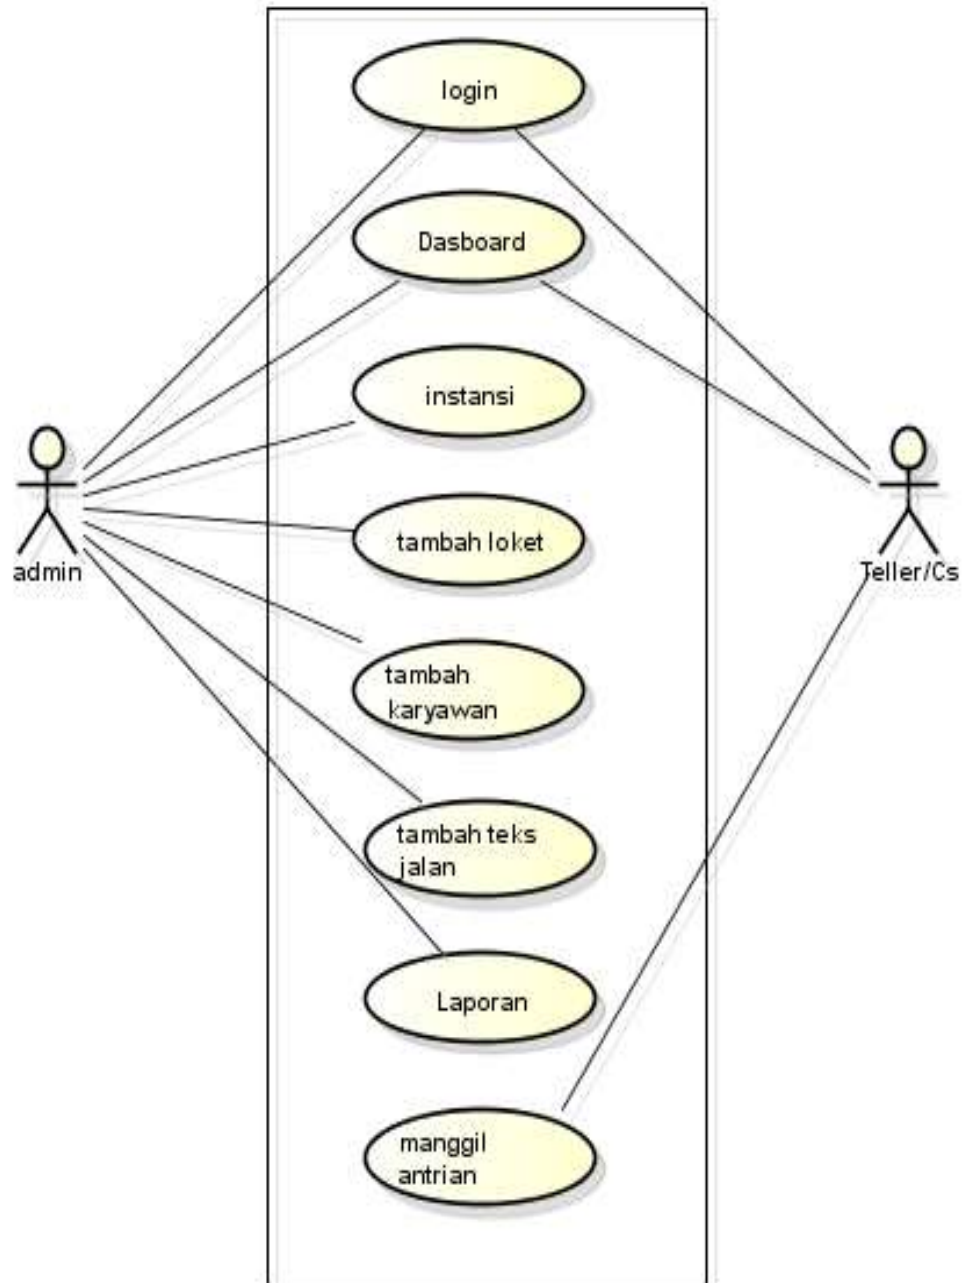 login
Dasboard
instansi
tambah loket
admin
Teller/Cs
tambah
karyawan
tambah teks
jalan
Laporan
manggil
antrian